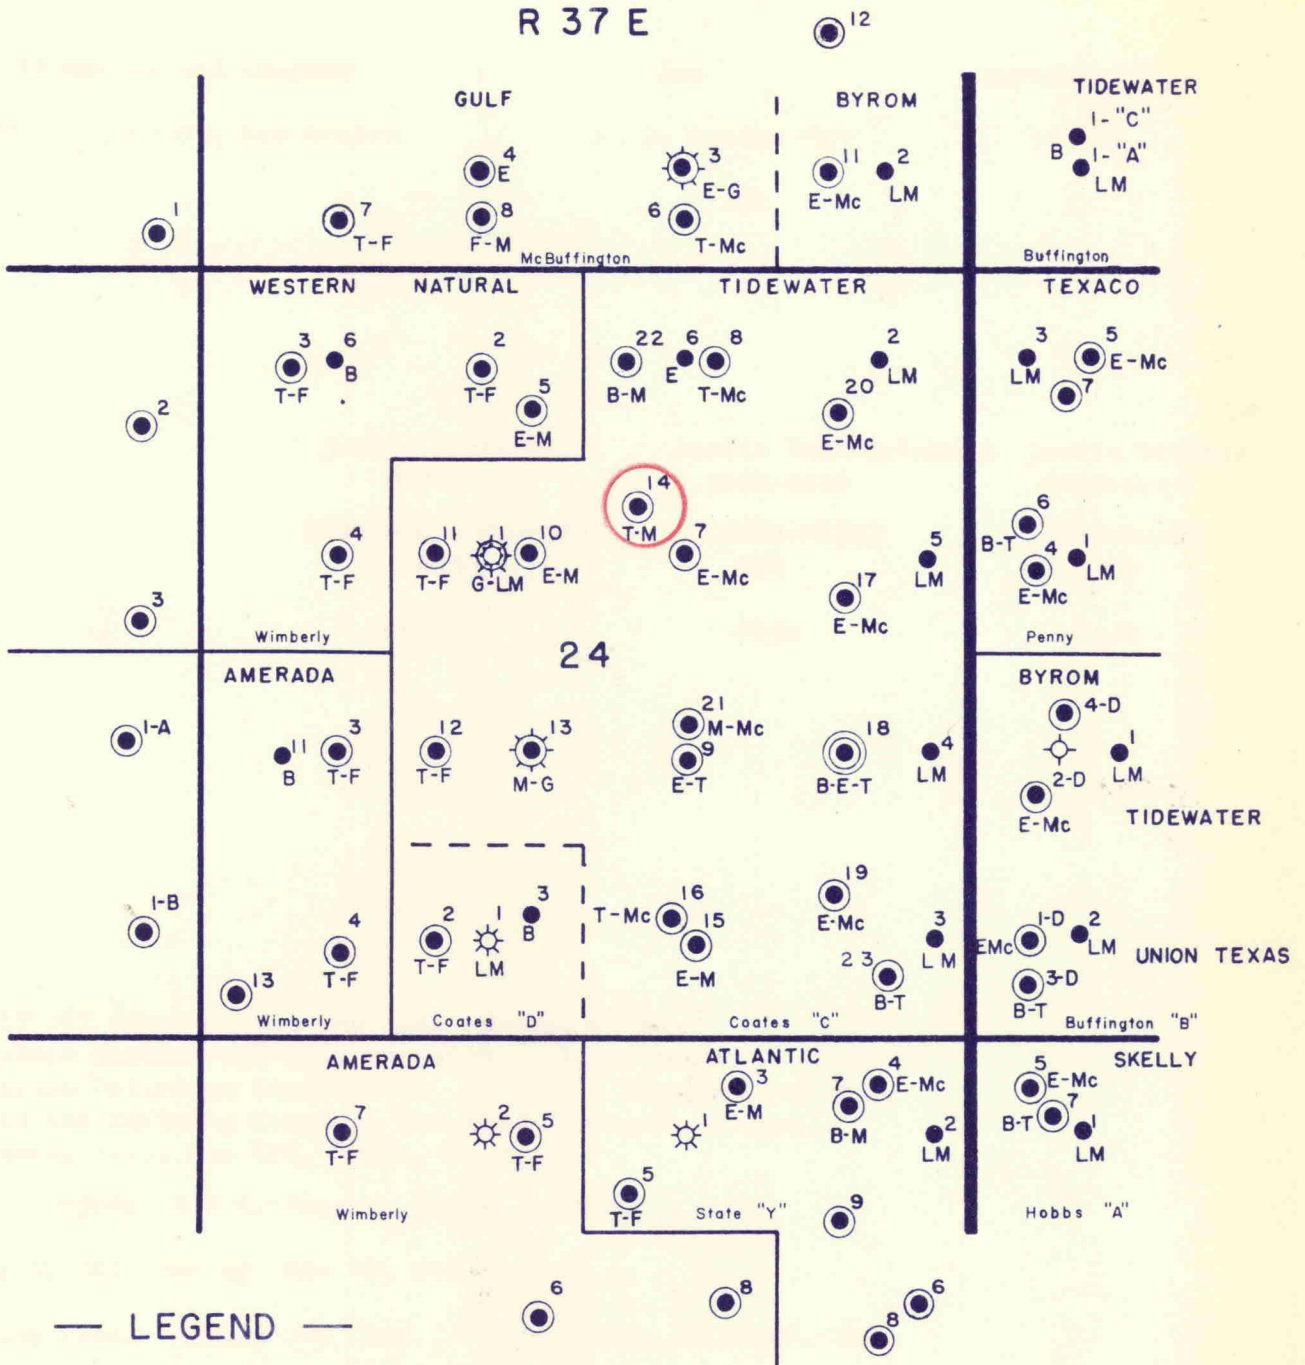 R 37 E
12
GULF
BYROM
TIDEWATER
1-"C"
B
1-"A"
LM
4
E
3
E-G
11
E-Mc
2
LM
1
7
T-F
8
F-M
6
T-Mc
McBuffington
Buffington
WESTERN NATURAL
TIDEWATER
TEXACO
3
T-F
6
B
2
T-F
5
E-M
22
B-M
6
E
8
T-Mc
2
LM
20
E-Mc
3
LM
5
E-Mc
7
2
14
T-M
4
T-F
11
T-F
1
G-LM
10
E-M
7
E-Mc
17
E-Mc
5
LM
6
B-T
4
E-Mc
1
LM
3
Wimberly
24
Penny
AMERADA
BYROM
1-A
11
B
3
T-F
12
T-F
13
M-G
21
M-Mc
9
E-T
18
B-E-T
4
LM
4-D
1
LM
2-D
E-Mc
TIDEWATER
1-B
4
T-F
13
2
T-F
1
LM
3
B
16
T-Mc
15
E-M
19
E-Mc
23
B-T
3
LM
1-D
EMc
2
LM
UNION TEXAS
3-D
B-T
Wimberly
Coates "D"
Coates "C"
Buffington "B"
AMERADA
ATLANTIC
SKELLY
7
T-F
2
5
T-F
3
E-M
1
4
E-Mc
7
B-M
2
LM
5
E-Mc
7
B-T
1
LM
5
T-F
9
Wimberly
State "Y"
Hobbs "A"
6
8
6
8
— LEGEND —